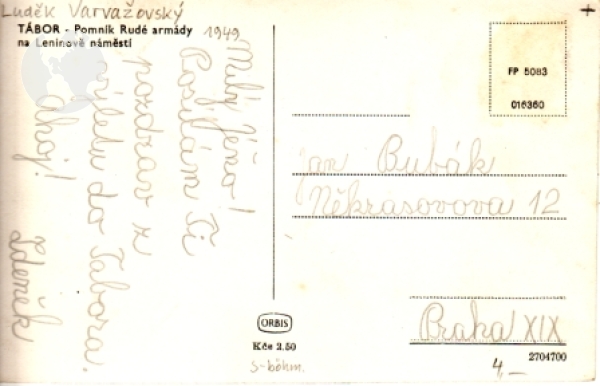 Luděk Varvažovský
TÁBOR - Pomník Rudé armády
na Leninově náměstí
1949
Milý Jéňo!
Posílám Ti
pozdrav z
výletu do Tábora.
ahoj!
Zdeněk
FP 5083
016360
Jan Bubák
Někrasovova 12
Praha XIX
ORBIS
Kčs 2,50
S-böhm.
4,-
2704700